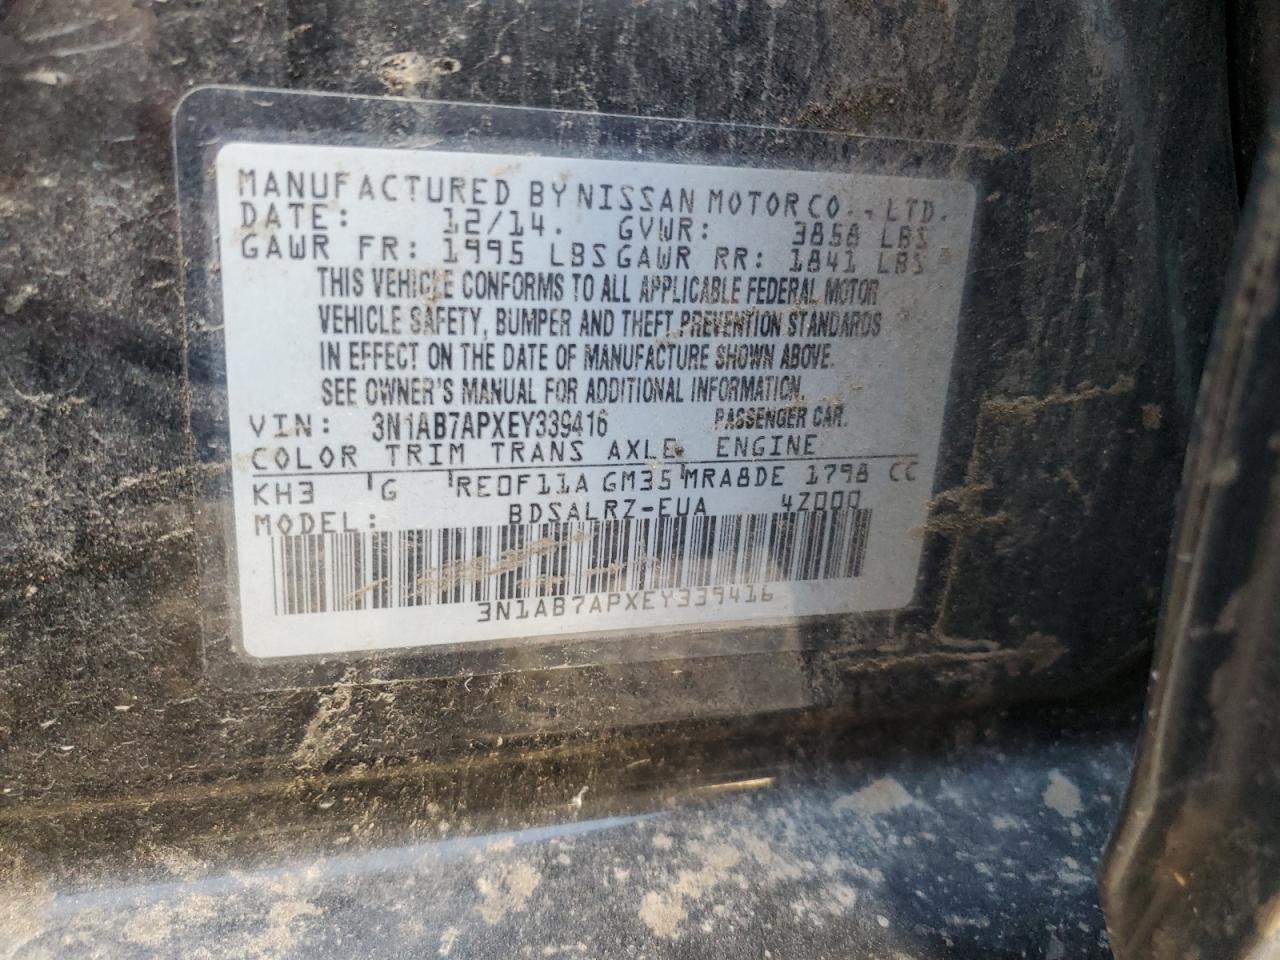 MANUFACTURED BY NISSAN MOTOR CO., LTD.
DATE: 12/14. GVWR: 3858 LBS
GAWR FR: 1995 LBS GAWR RR: 1841 LBS
THIS VEHICLE CONFORMS TO ALL APPLICABLE FEDERAL MOTOR
VEHICLE SAFETY, BUMPER AND THEFT PREVENTION STANDARDS
IN EFFECT ON THE DATE OF MANUFACTURE SHOWN ABOVE.
SEE OWNER'S MANUAL FOR ADDITIONAL INFORMATION.
VIN: 3N1AB7APXEY339416 PASSENGER CAR.
COLOR TRIM TRANS AXLE ENGINE
KH3 G RE0F11A GM35 MRA8DE 1798 CC
MODEL: BDSALRZ-EUA 4Z000
3N1AB7APXEY339416